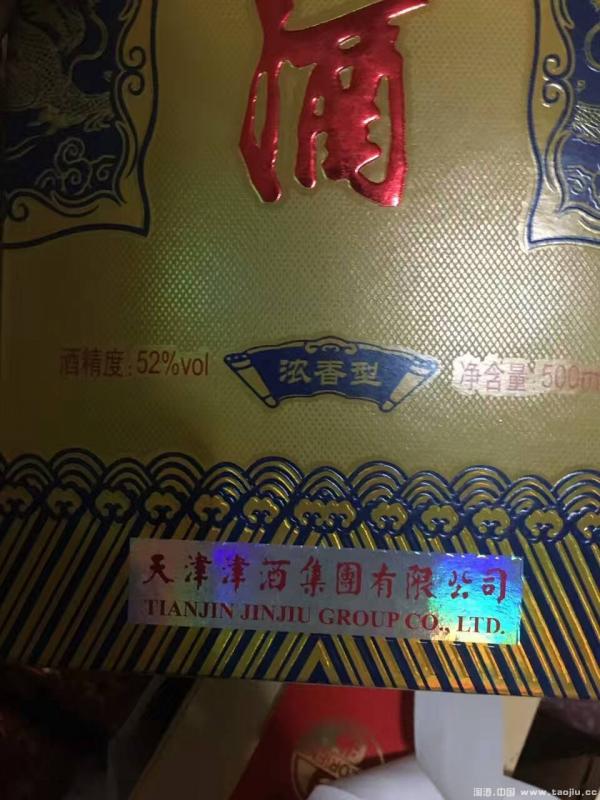 酒
酒精度:52%vol
浓香型
净含量:500m
天津津酒集團有限公司
TIANJIN JINJIU GROUP CO., LTD.
淘酒.中国 www.taojiu.cc